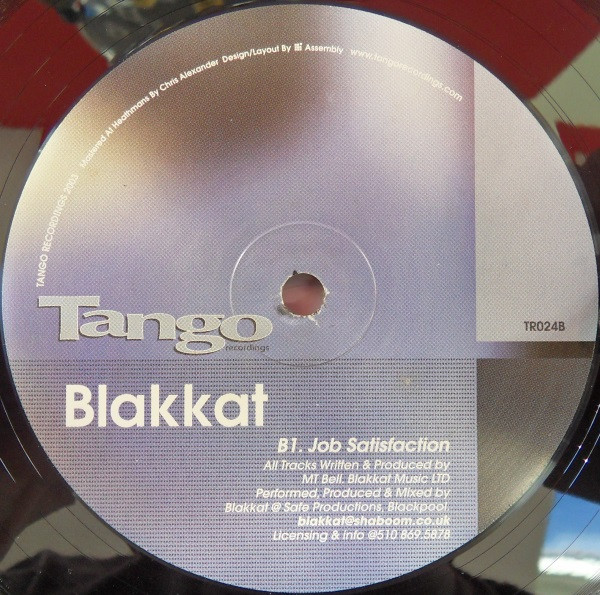 TANGO RECORDINGS 2003 Mastered At Heathmans By Chris Alexander Design/Layout By Assembly www.tangorecordings.com
Tango
recordings
TR024B
Blakkat
B1. Job Satisfaction
All Tracks Written & Produced by
MT Bell. Blakkat Music LTD
Performed, Produced & Mixed by
Blakkat @ Safe Productions, Blackpool.
blakkat@shaboom.co.uk
Licensing & info @510 869 5878